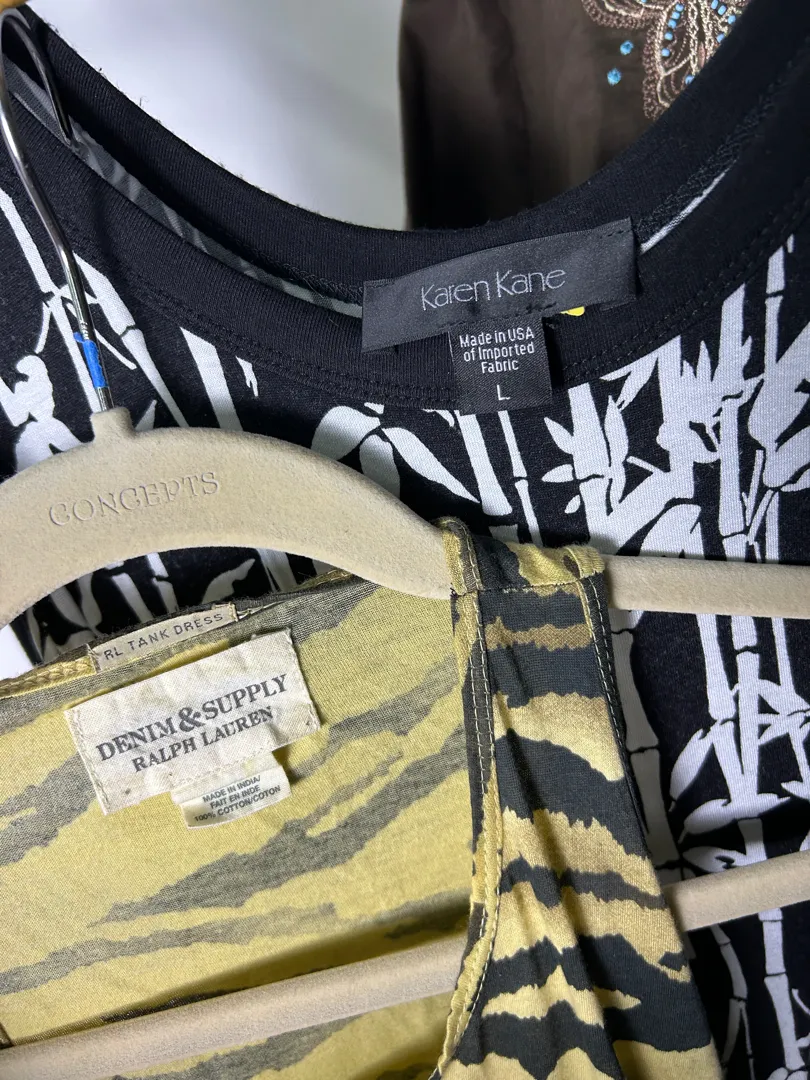 Karen Kane
Made in USA
of Imported
Fabric
L
CONCEPTS
RL TANK DRESS
DENIM & SUPPLY
RALPH LAUREN
MADE IN INDIA/
FAIT EN INDE
100% COTTON/COTON